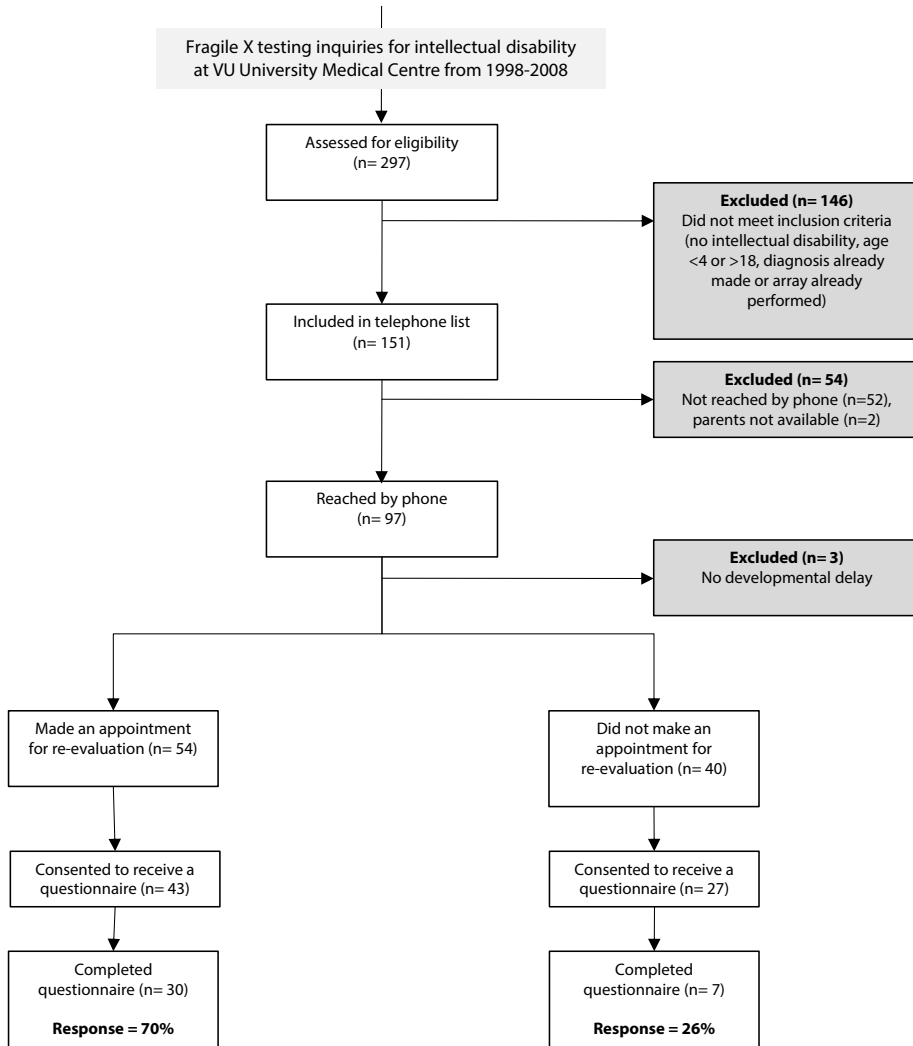 Fragile X testing inquiries for intellectual disability
at VU University Medical Centre from 1998-2008
Assessed for eligibility
(n= 297)
Excluded (n= 146)
Did not meet inclusion criteria
(no intellectual disability, age
<4 or >18, diagnosis already
made or array already
performed)
Included in telephone list
(n= 151)
Excluded (n= 54)
Not reached by phone (n=52),
parents not available (n=2)
Reached by phone
(n= 97)
Excluded (n= 3)
No developmental delay
Made an appointment
for re-evaluation (n= 54)
Did not make an
appointment for
re-evaluation (n= 40)
Consented to receive a
questionnaire (n= 43)
Consented to receive a
questionnaire (n= 27)
Completed
questionnaire (n= 30)
Response = 70%
Completed
questionnaire (n= 7)
Response = 26%